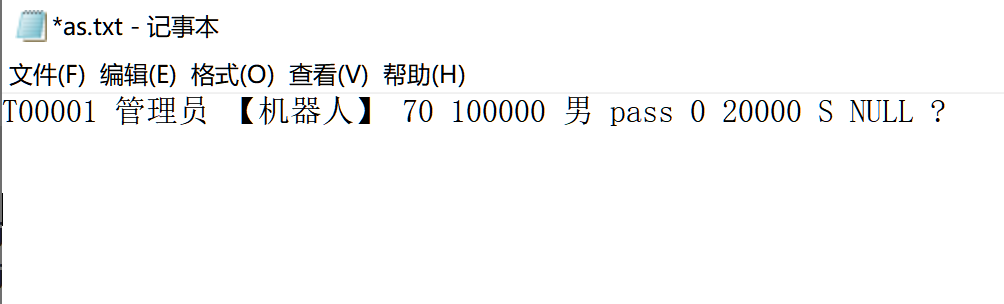 *as.txt - 记事本
文件(F) 编辑(E) 格式(O) 查看(V) 帮助(H)
T00001 管理员 【机器人】 70 100000 男 pass 0 20000 S NULL ?